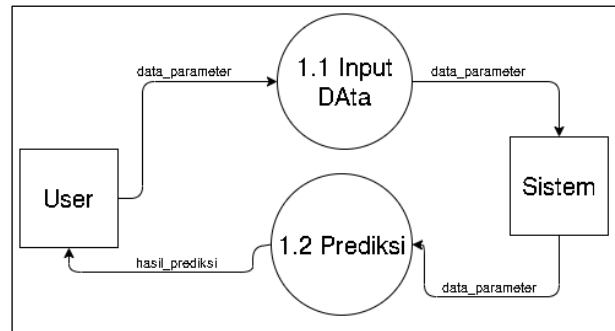 data_parameter
1.1 Input
DAta
data_parameter
User
Sistem
1.2 Prediksi
hasil_prediksi
data_parameter